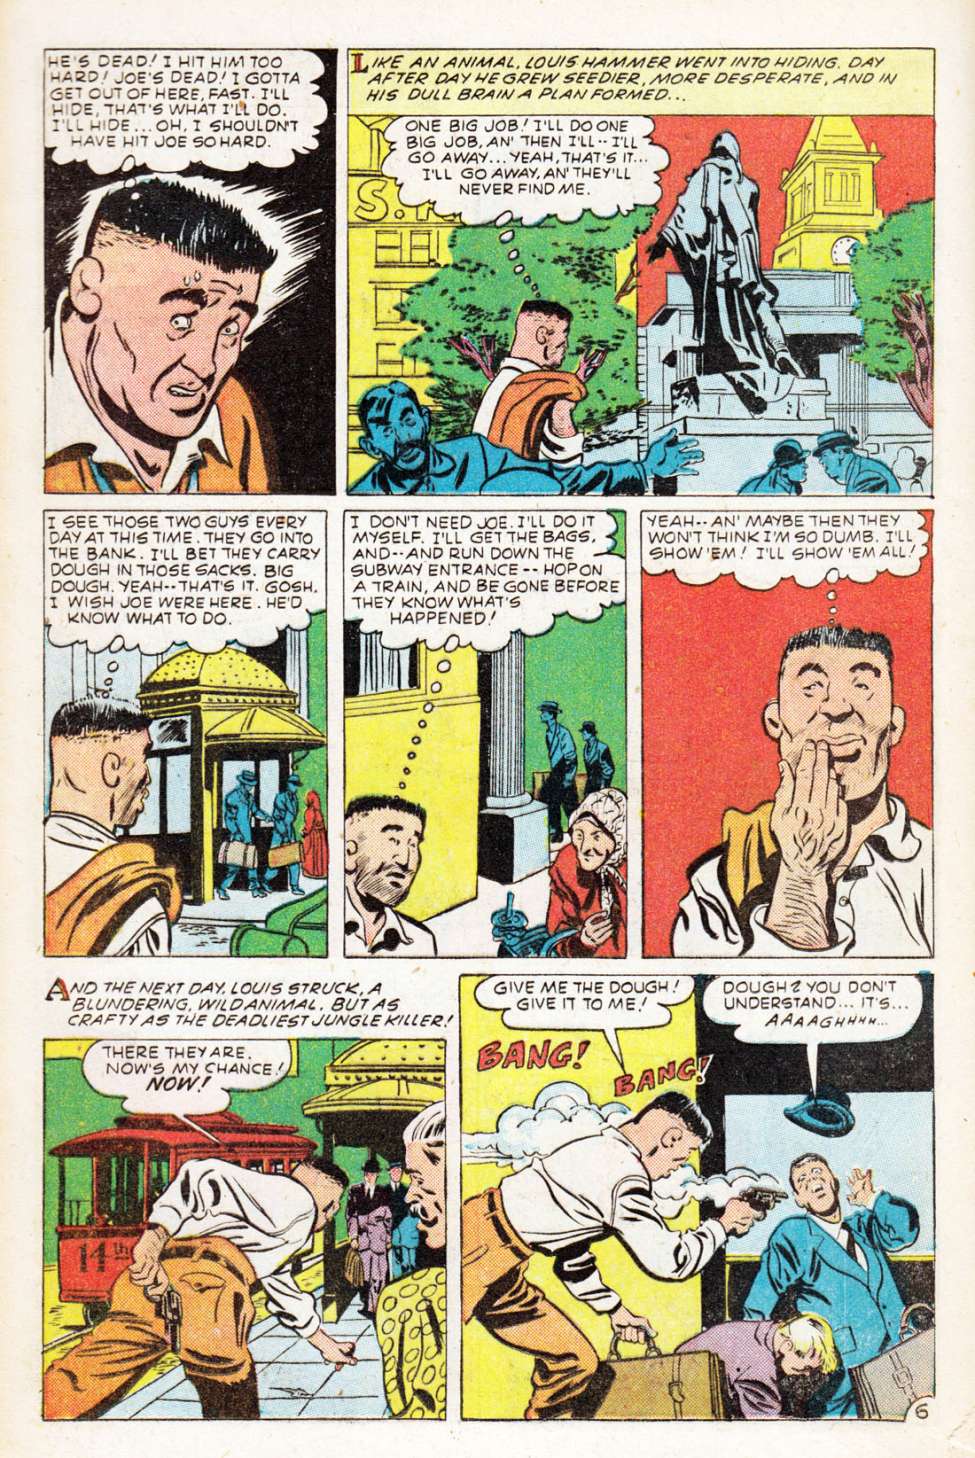 HE'S DEAD! I HIT HIM TOO
HARD! JOE'S DEAD! I GOTTA
GET OUT OF HERE, FAST. I'LL
HIDE, THAT'S WHAT I'LL DO.
I'LL HIDE... OH, I SHOULDN'T
HAVE HIT JOE SO HARD.
LIKE AN ANIMAL, LOUIS HAMMER WENT INTO HIDING. DAY
AFTER DAY HE GREW SEEDIER, MORE DESPERATE, AND IN
HIS DULL BRAIN A PLAN FORMED...
ONE BIG JOB! I'LL DO ONE
BIG JOB, AN' THEN I'LL -- I'LL
GO AWAY... YEAH, THAT'S IT...
I'LL GO AWAY, AN' THEY'LL
NEVER FIND ME.
S.
I SEE THOSE TWO GUYS EVERY
DAY AT THIS TIME. THEY GO INTO
THE BANK. I'LL BET THEY CARRY
DOUGH IN THOSE SACKS. BIG
DOUGH. YEAH -- THAT'S IT. GOSH,
I WISH JOE WERE HERE. HE'D
KNOW WHAT TO DO.
I DON'T NEED JOE. I'LL DO IT
MYSELF. I'LL GET THE BAGS,
AND -- AND RUN DOWN THE
SUBWAY ENTRANCE -- HOP ON
A TRAIN, AND BE GONE BEFORE
THEY KNOW WHAT'S
HAPPENED!
YEAH -- AN' MAYBE THEN THEY
WON'T THINK I'M SO DUMB. I'LL
SHOW 'EM! I'LL SHOW 'EM ALL!
AND THE NEXT DAY, LOUIS STRUCK, A
BLUNDERING, WILD ANIMAL. BUT AS
CRAFTY AS THE DEADLIEST JUNGLE KILLER!
THERE THEY ARE.
NOW'S MY CHANCE!
NOW!
14th
GIVE ME THE DOUGH!
GIVE IT TO ME!
BANG!
BANG!
DOUGH? YOU DON'T
UNDERSTAND... IT'S...
AAAAGHHHH...
6